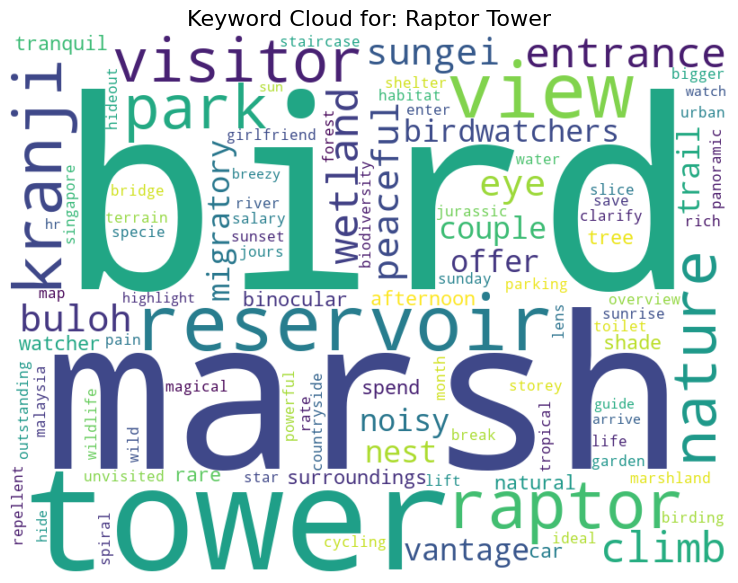 Keyword Cloud for: Raptor Tower
tranquil
staircase
visitor
sungei
entrance
kranji
hideout
park
sun
view
bigger
shelter
habitat
watch
urban
girlfriend
forest
enter
birdwatchers
bird
wetland
peaceful
trail
panoramic
migratory
breezy
biodiversity
water
singapore
bridge
river
eye
slice
save
hr
terrain
salary
jurassic
clarify
rich
specie
sunset
couple
tree
jours
offer
nature
sunday
parking
map
highlight
binocular
afternoon
overview
buloh
reservoir
lens
sunrise
toilet
watcher
pain
shade
marsh
outstanding
malaysia
magical
powerful
rate
countryside
spend
month
storey
guide
wildlife
wild
noisy
break
tropical
arrive
life
nest
garden
unvisited
rare
star
surroundings
lift
natural
marshland
repellent
hide
spiral
tower
raptor
birding
cycling
ideal
vantage
car
climb